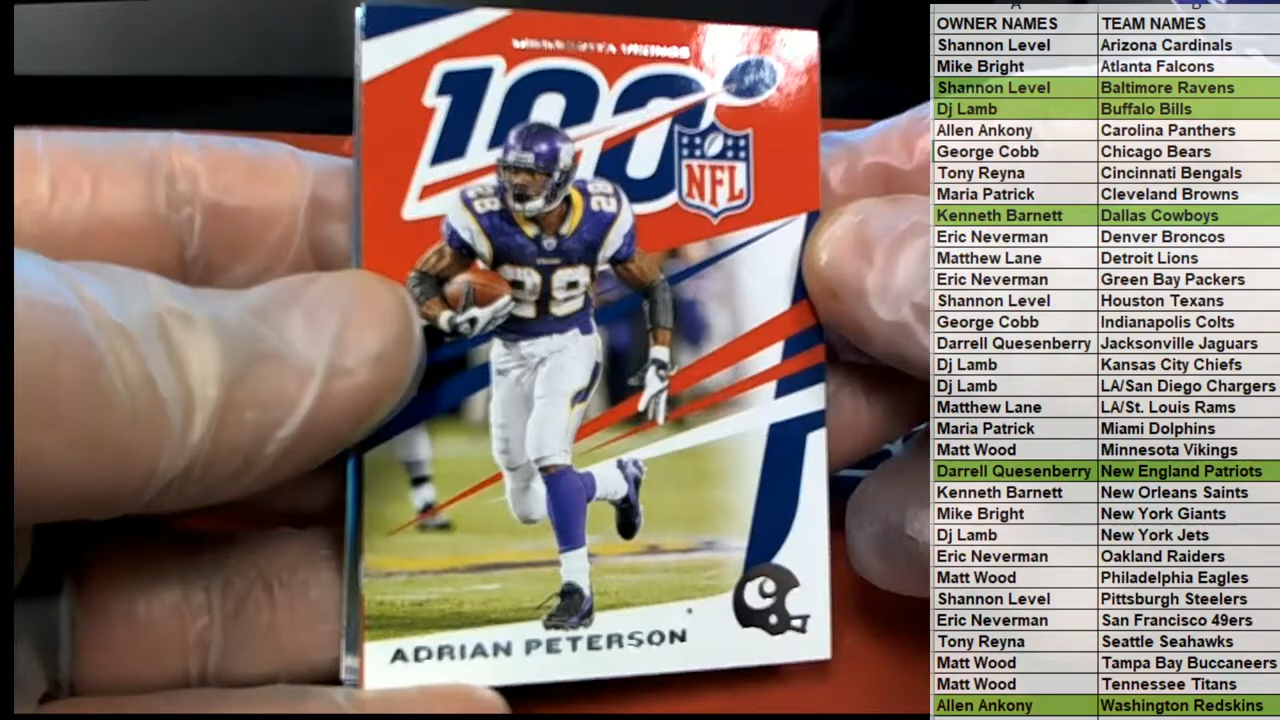 MINNESOTA VIKINGS
100
NFL
28
28
28
ADRIAN PETERSON
A
B
OWNER NAMES TEAM NAMES
Shannon Level Arizona Cardinals
Mike Bright Atlanta Falcons
Shannon Level Baltimore Ravens
Dj Lamb Buffalo Bills
Allen Ankony Carolina Panthers
George Cobb Chicago Bears
Tony Reyna Cincinnati Bengals
Maria Patrick Cleveland Browns
Kenneth Barnett Dallas Cowboys
Eric Neverman Denver Broncos
Matthew Lane Detroit Lions
Eric Neverman Green Bay Packers
Shannon Level Houston Texans
George Cobb Indianapolis Colts
Darrell Quesenberry Jacksonville Jaguars
Dj Lamb Kansas City Chiefs
Dj Lamb LA/San Diego Chargers
Matthew Lane LA/St. Louis Rams
Maria Patrick Miami Dolphins
Matt Wood Minnesota Vikings
Darrell Quesenberry New England Patriots
Kenneth Barnett New Orleans Saints
Mike Bright New York Giants
Dj Lamb New York Jets
Eric Neverman Oakland Raiders
Matt Wood Philadelphia Eagles
Shannon Level Pittsburgh Steelers
Eric Neverman San Francisco 49ers
Tony Reyna Seattle Seahawks
Matt Wood Tampa Bay Buccaneers
Matt Wood Tennessee Titans
Allen Ankony Washington Redskins